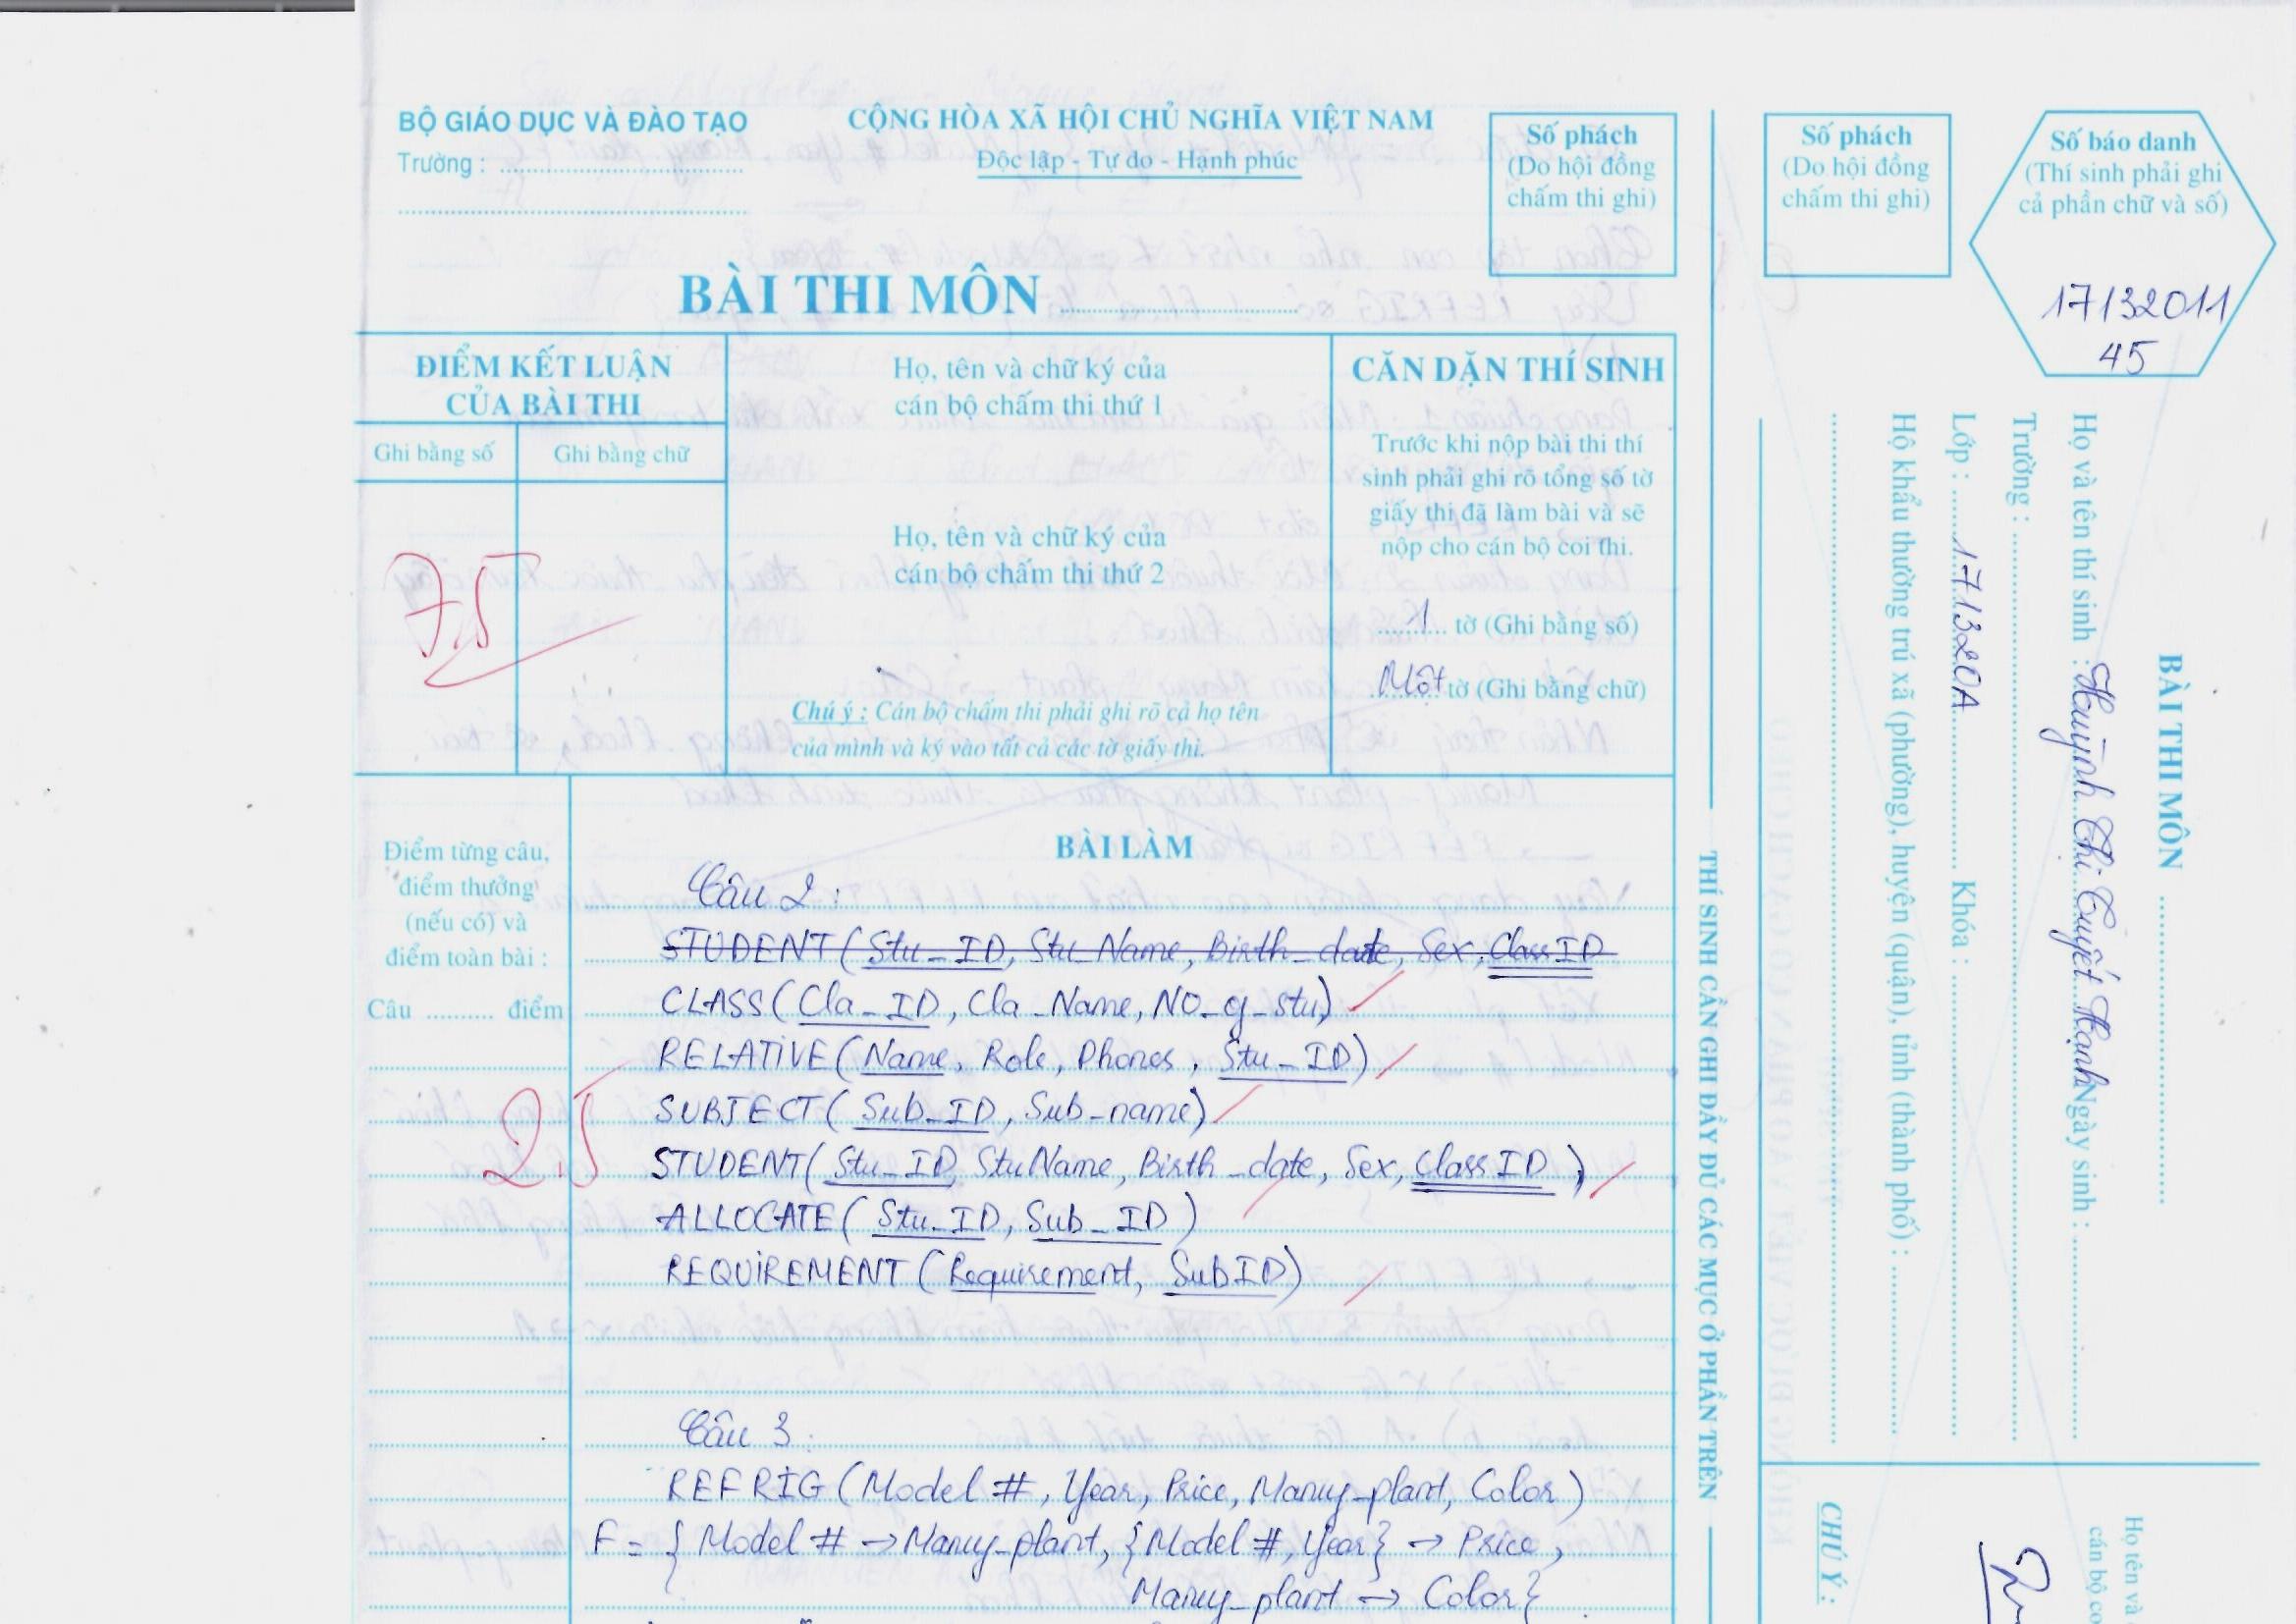 BỘ GIÁO DỤC VÀ ĐÀO TẠO
Trường :
CỘNG HÒA XÃ HỘI CHỦ NGHĨA VIỆT NAM
Độc lập - Tự do - Hạnh phúc
Số phách
(Do hội đồng
chấm thi ghi)
Số phách
(Do hội đồng
chấm thi ghi)
Số báo danh
(Thí sinh phải ghi
cả phần chữ và số)
17132011
45
BÀI THI MÔN
ĐIỂM KẾT LUẬN
CỦA BÀI THI
Ghi bằng số
Ghi bằng chữ
7.5
Họ, tên và chữ ký của
cán bộ chấm thi thứ 1
Họ, tên và chữ ký của
cán bộ chấm thi thứ 2
Chú ý : Cán bộ chấm thi phải ghi rõ cả họ tên
của mình và ký vào tất cả các tờ giấy thi.
CĂN DẶN THÍ SINH
Trước khi nộp bài thi thí
sinh phải ghi rõ tổng số tờ
giấy thi đã làm bài và sẽ
nộp cho cán bộ coi thi.
1 tờ (Ghi bằng số)
Một tờ (Ghi bằng chữ)
Điểm từng câu,
điểm thưởng
(nếu có) và
điểm toàn bài :
Câu .......... điểm
2.5
BÀI LÀM
Câu 2 :
STUDENT ( Stu_ID, Stu_Name, Birth_date, Sex, ClassID
CLASS ( Cla_ID, Cla_Name, NO_of_stu)
RELATIVE ( Name, Role, Phones, Stu_ID)
SUBJECT ( Sub_ID, Sub-name)
STUDENT( Stu_ID, StuName, Birth_date, Sex, ClassID )
ALLOCATE ( Stu_ID, Sub_ID )
REQUIREMENT ( Requirement, SubID)
Câu 3 :
REFRIG ( Model #, Year, Price, Manu_plant, Color )
F = { Model # → Manu_plant, {Model #, Year} → Price ,
Manu_plant → Color}
THÍ SINH CẦN GHI ĐẦY ĐỦ CÁC MỤC Ở PHẦN TRÊN
BÀI THI MÔN
Họ và tên thí sinh : Huỳnh Thị Tuyết Hạnh Ngày sinh :
Trường :
Lớp : 171320A Khóa :
Hộ khẩu thường trú xã (phường), huyện (quận), tỉnh (thành phố) :
Họ tên và
cán bộ co
CHÚ Ý :